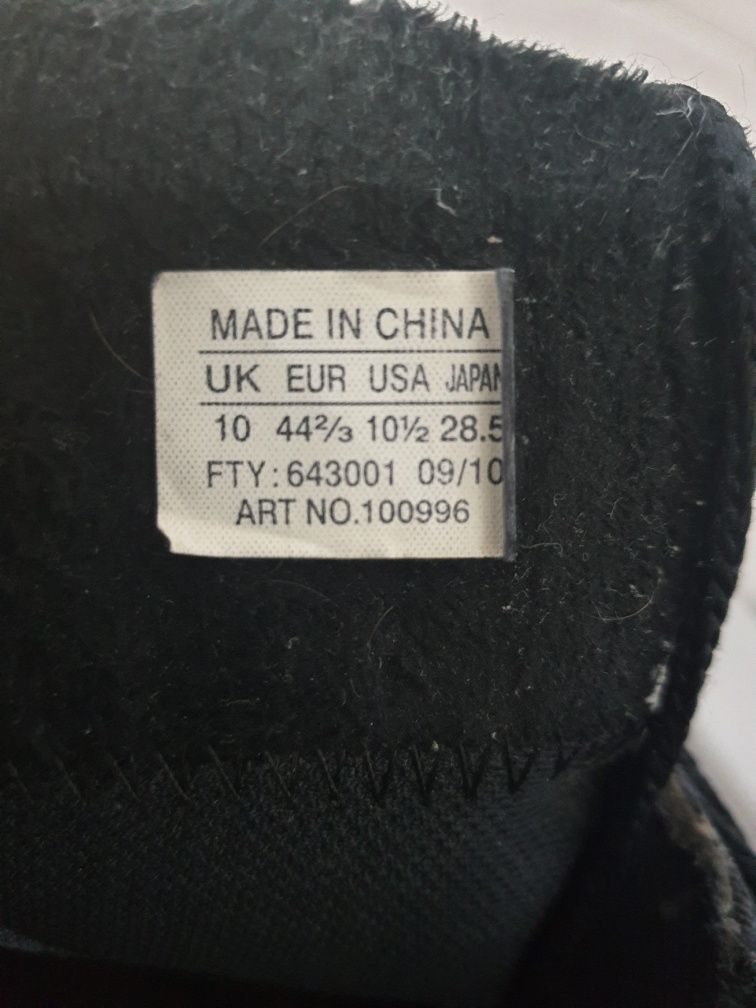 MADE IN CHINA
UK EUR USA JAPAN
10 44⅔ 10½ 28.5
FTY: 643001 09/10
ART NO.100996